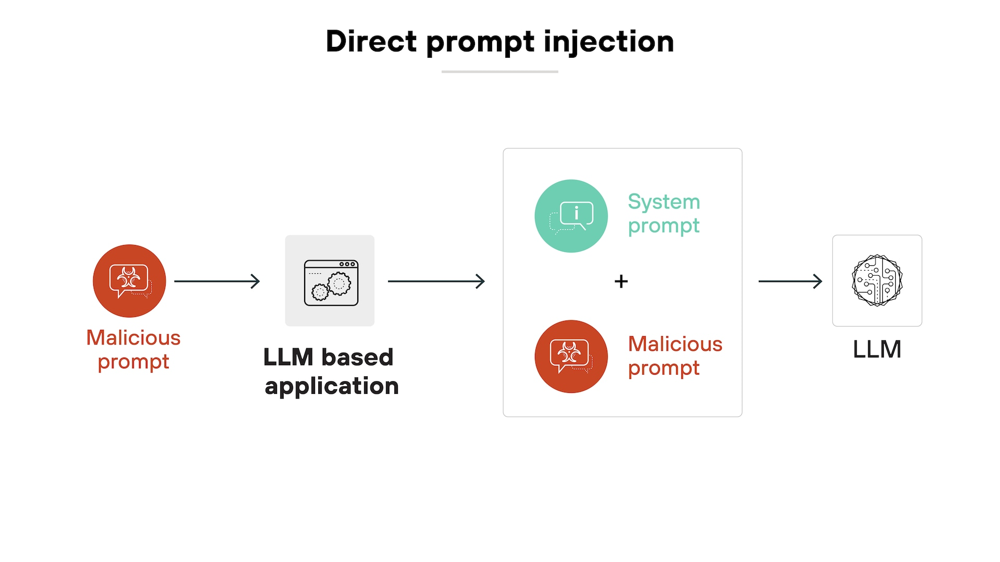 Direct prompt injection
Malicious
prompt
LLM based
application
System
prompt
+
Malicious
prompt
LLM